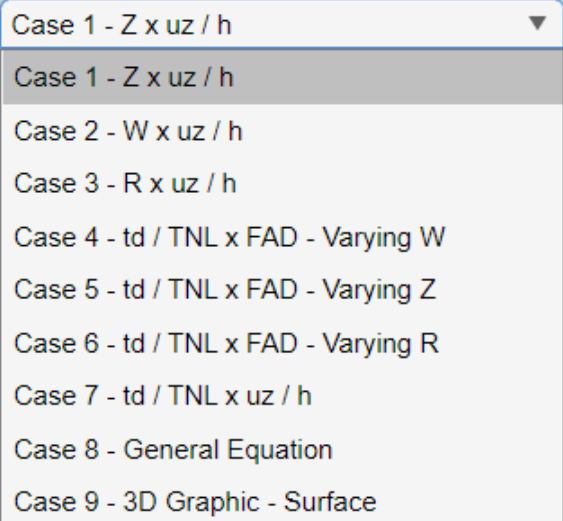 Case 1 - Z x uz / h
Case 1 - Z x uz / h
Case 2 - W x uz / h
Case 3 - R x uz / h
Case 4 - td / TNL x FAD - Varying W
Case 5 - td / TNL x FAD - Varying Z
Case 6 - td / TNL x FAD - Varying R
Case 7 - td / TNL x uz / h
Case 8 - General Equation
Case 9 - 3D Graphic - Surface